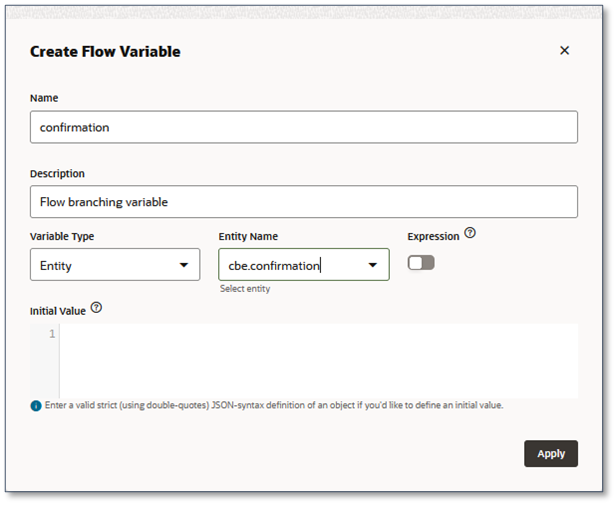 Create Flow Variable
Name
confirmation
Description
Flow branching variable
Variable Type Entity Name Expression ?
Entity cbe.confirmation
Select entity
Initial Value ?
1
i Enter a valid strict (using double-quotes) JSON-syntax definition of an object if you'd like to define an initial value.
Apply